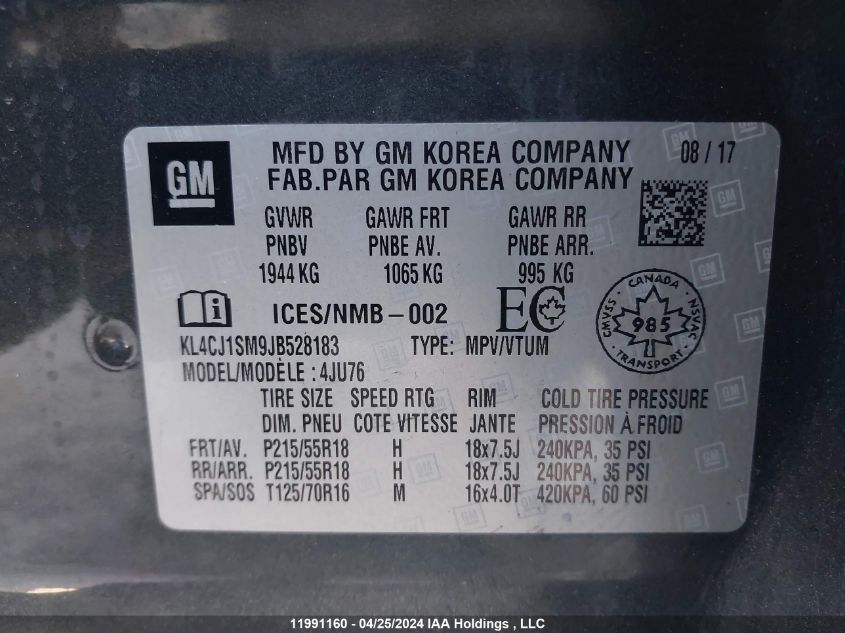 GM
MFD BY GM KOREA COMPANY 08 / 17
FAB.PAR GM KOREA COMPANY
GVWR GAWR FRT GAWR RR
PNBV PNBE AV. PNBE ARR.
1944 KG 1065 KG 995 KG
ICES/NMB-002 EC
CANADA CMVSS 985 NSVAC TRANSPORT
KL4CJ1SM9JB528183 TYPE: MPV/VTUM
MODEL/MODÈLE : 4JU76
TIRE SIZE SPEED RTG RIM COLD TIRE PRESSURE
DIM. PNEU COTE VITESSE JANTE PRESSION À FROID
FRT/AV. P215/55R18 H 18x7.5J 240KPA, 35 PSI
RR/ARR. P215/55R18 H 18x7.5J 240KPA, 35 PSI
SPA/SOS T125/70R16 M 16x4.0T 420KPA, 60 PSI
11991160 - 04/25/2024 IAA Holdings , LLC